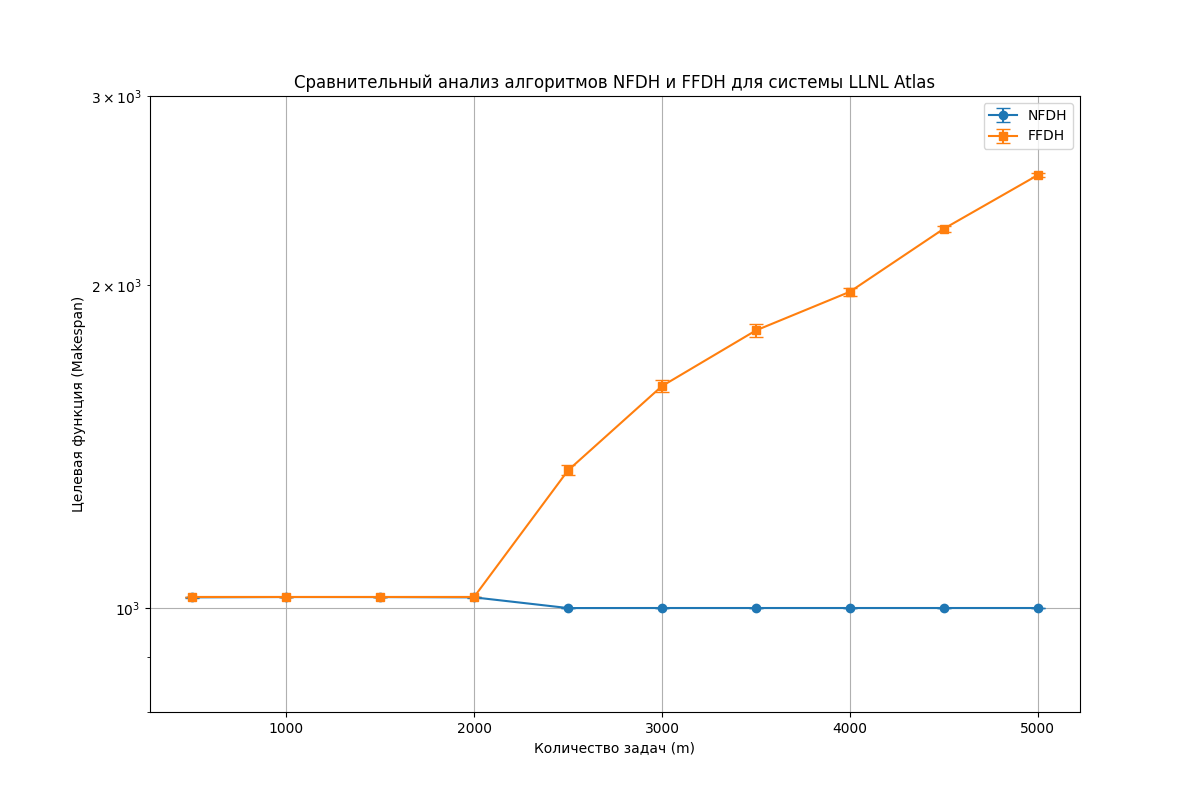 Сравнительный анализ алгоритмов NFDH и FFDH для системы LLNL Atlas
3 × 10³
2 × 10³
10³
Целевая функция (Makespan)
NFDH
FFDH
1000 2000 3000 4000 5000
Количество задач (m)